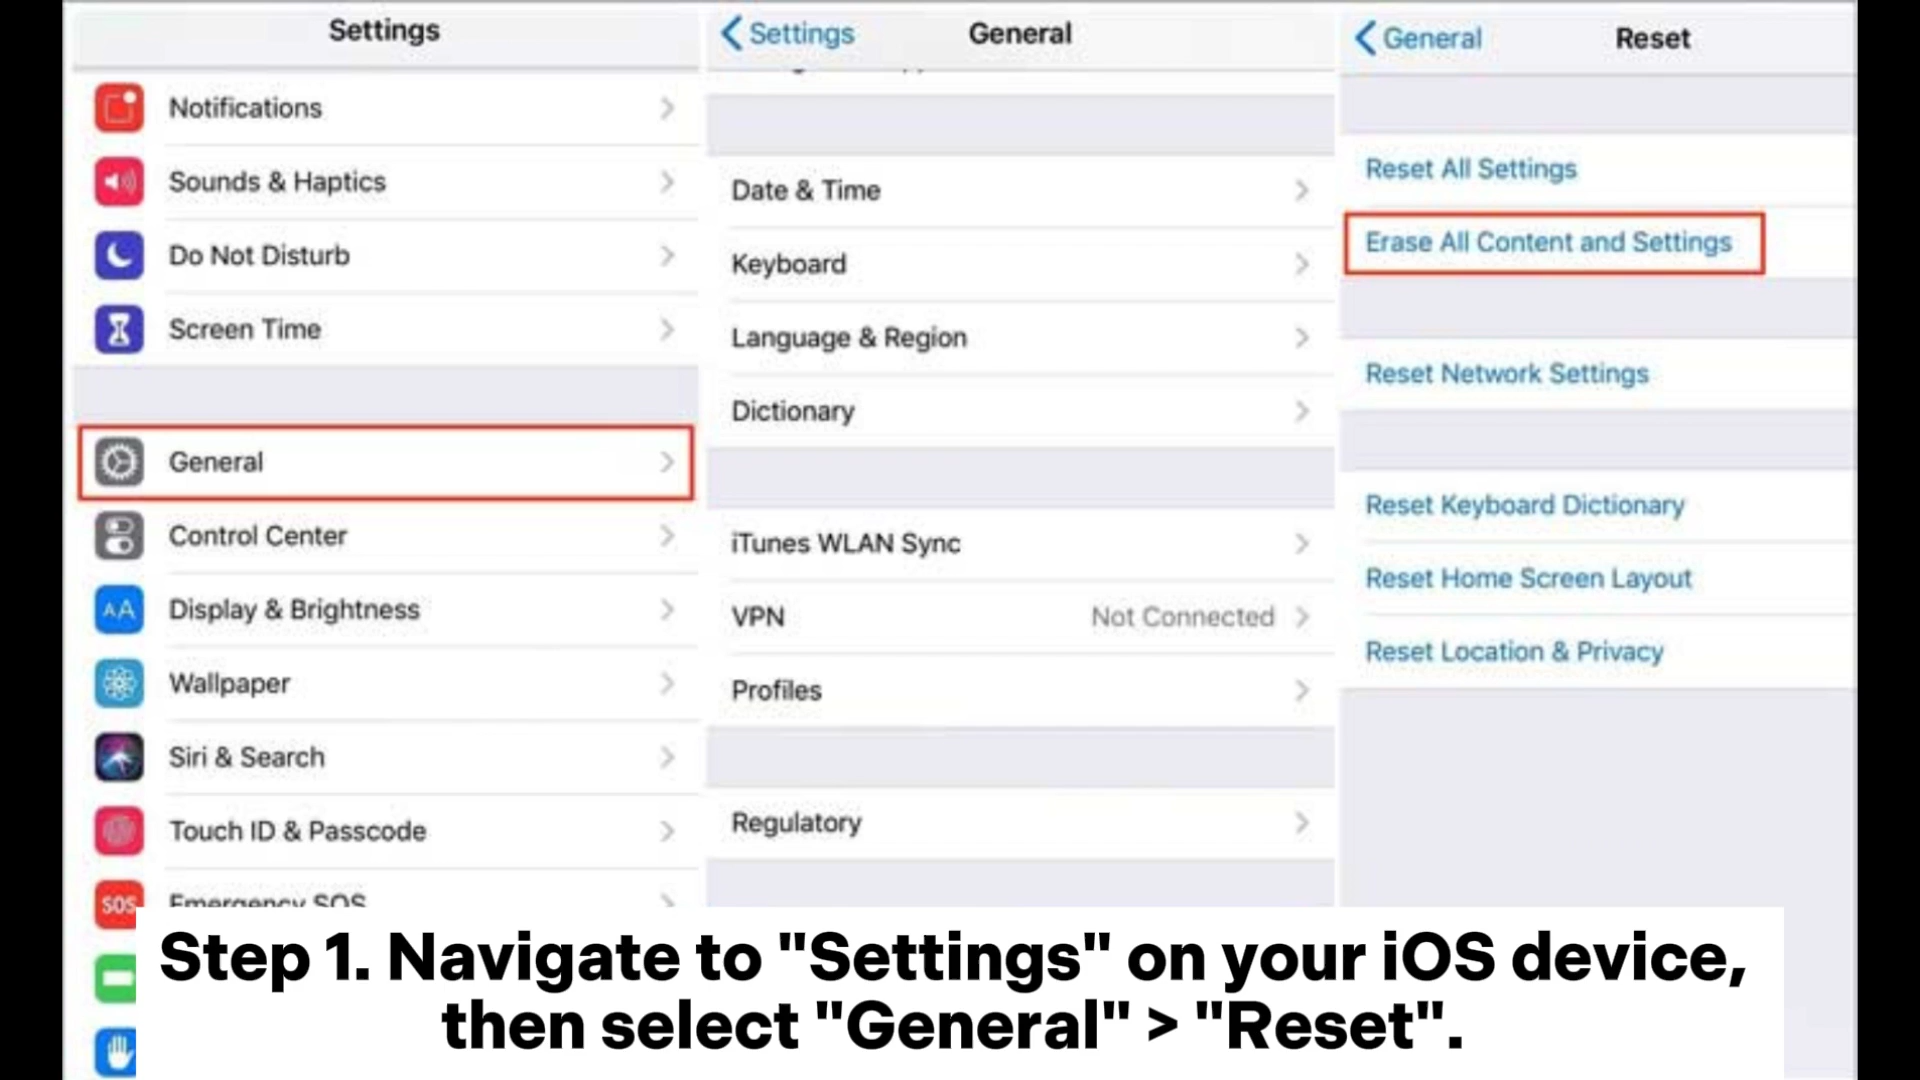 Settings
Notifications
Sounds & Haptics
Do Not Disturb
Screen Time
General
Control Center
AA
Display & Brightness
Wallpaper
Siri & Search
Touch ID & Passcode
SOS
Emergency SOS
Settings
General
Date & Time
Keyboard
Language & Region
Dictionary
iTunes WLAN Sync
VPN Not Connected
Profiles
Regulatory
General
Reset
Reset All Settings
Erase All Content and Settings
Reset Network Settings
Reset Keyboard Dictionary
Reset Home Screen Layout
Reset Location & Privacy
Step 1. Navigate to "Settings" on your iOS device,
then select "General" > "Reset".